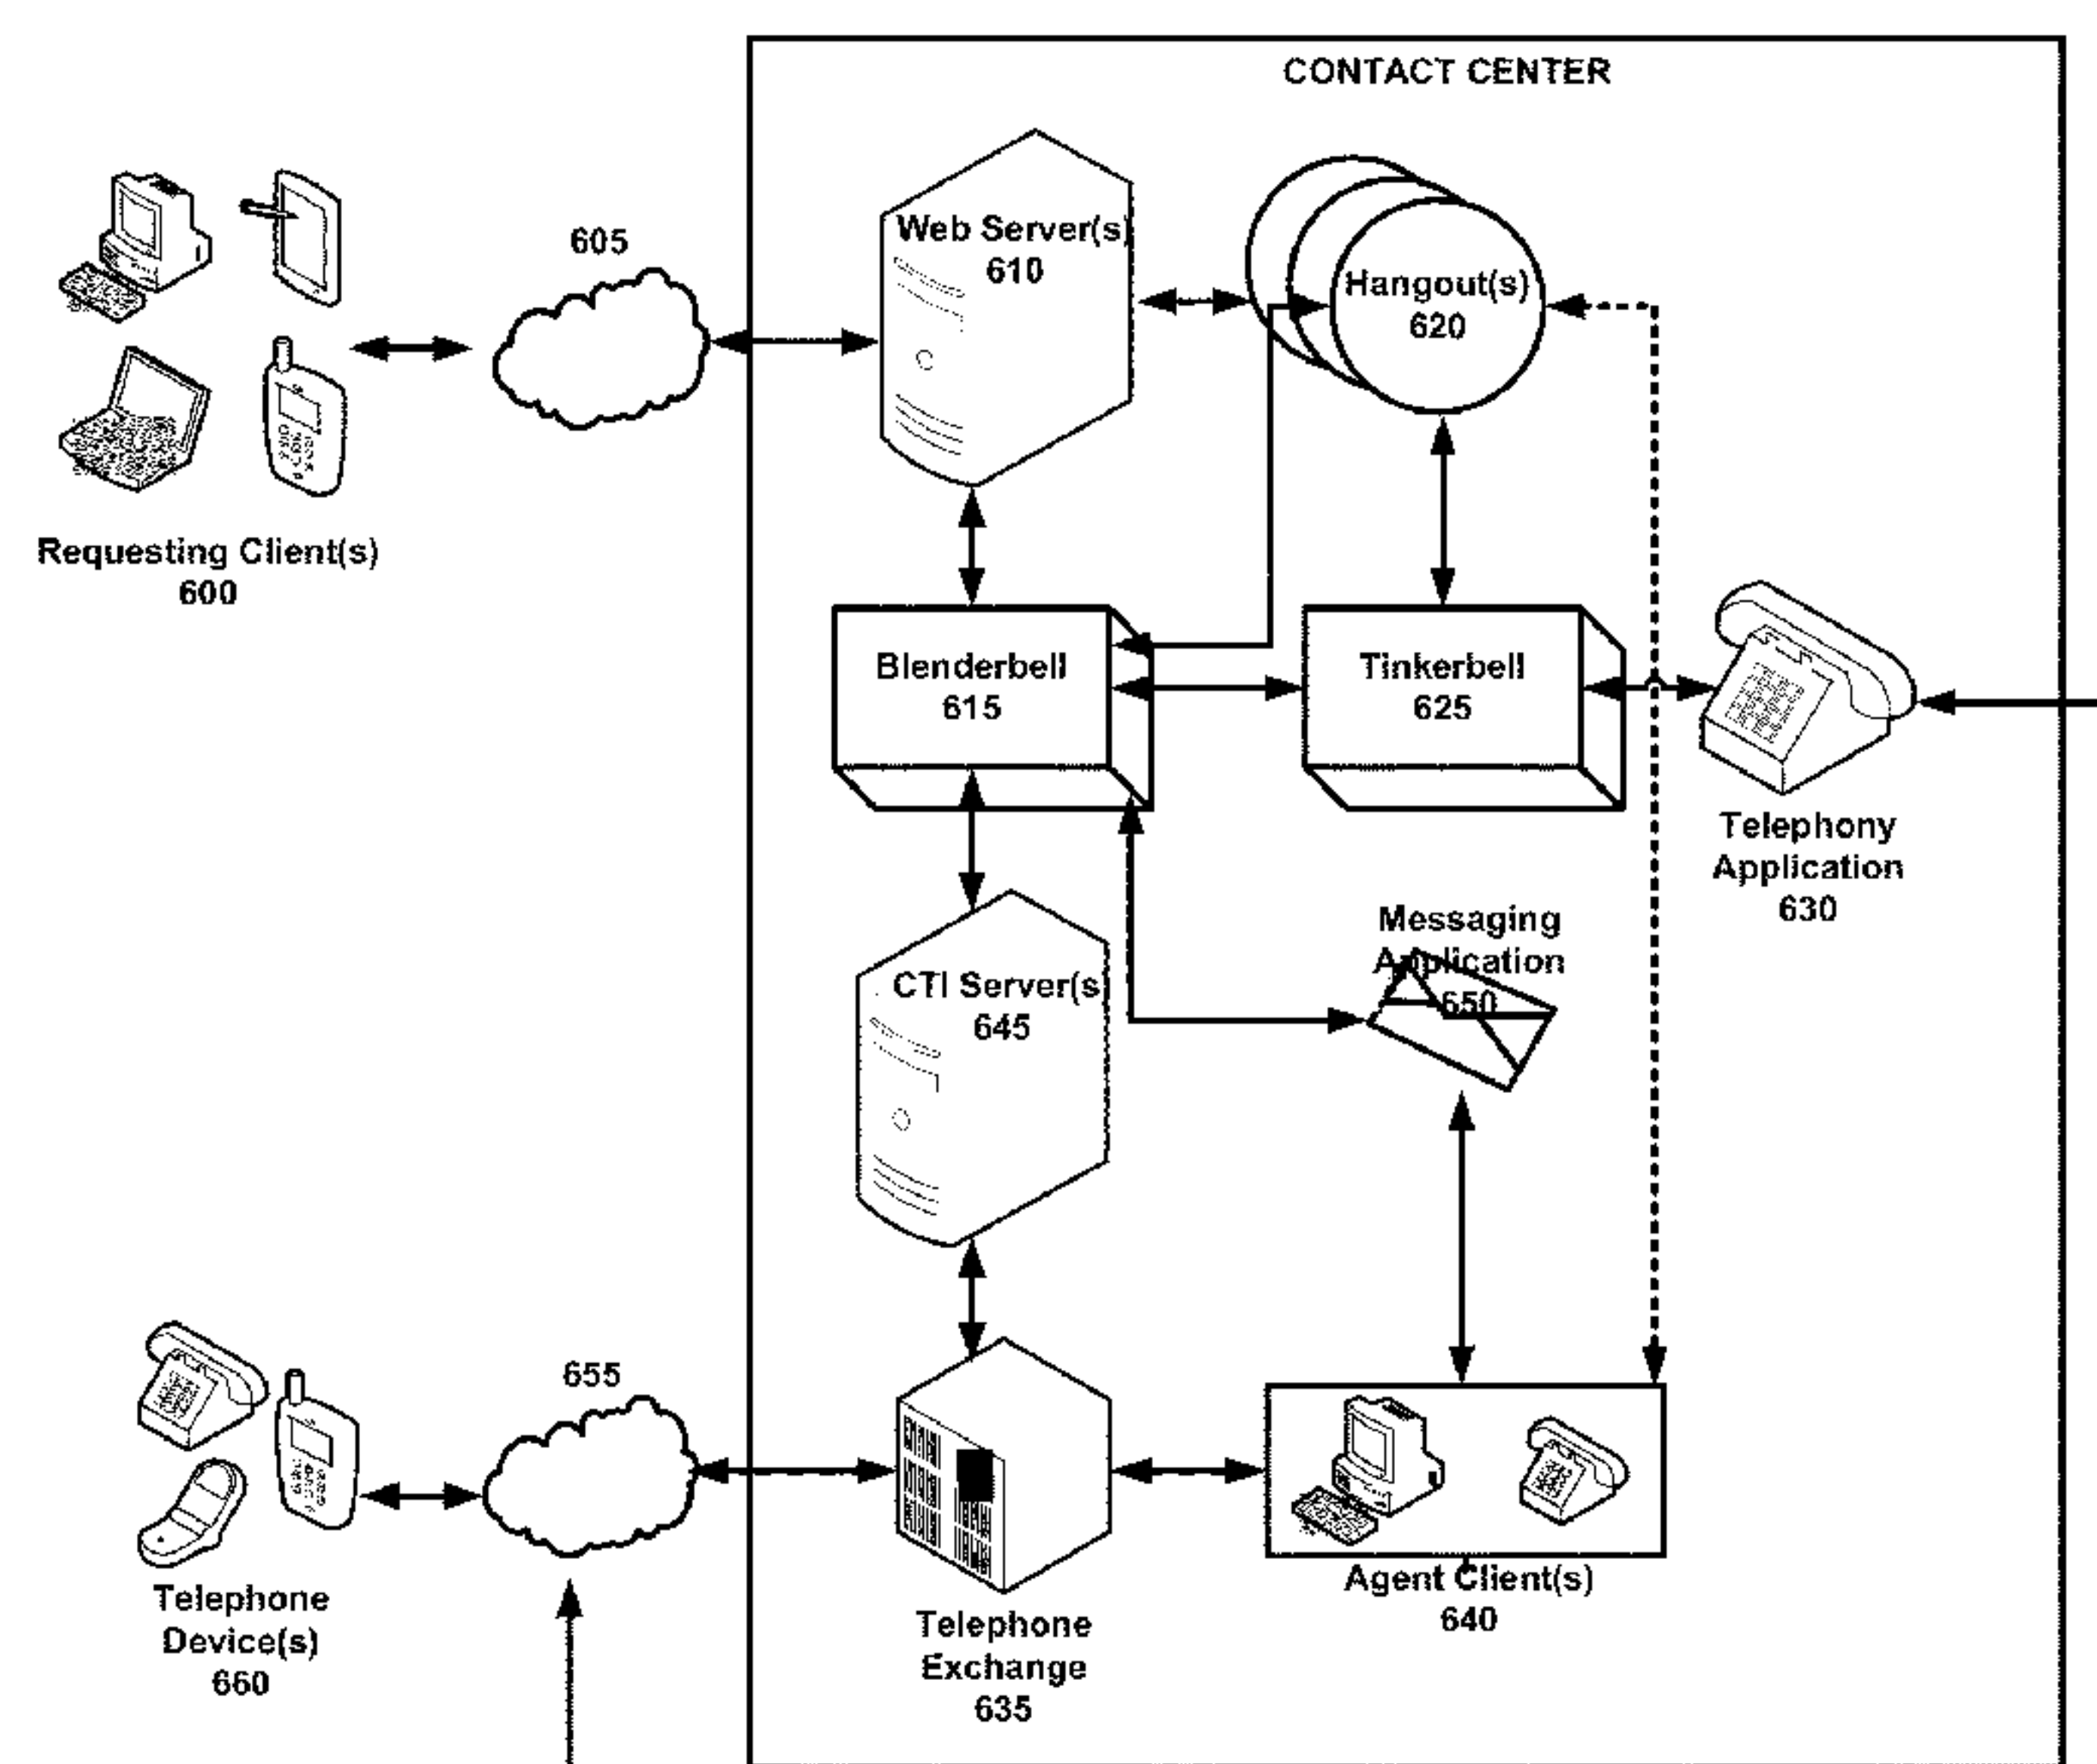 CONTACT CENTER
Web Server(s)
610
605
Hangout(s)
620
Requesting Client(s)
600
Blenderbell
615
Tinkerbell
625
Telephony
Application
630
Messaging
Application
650
CTI Server(s
645
655
Telephone
Device(s)
660
Telephone
Exchange
635
Agent Client(s)
640